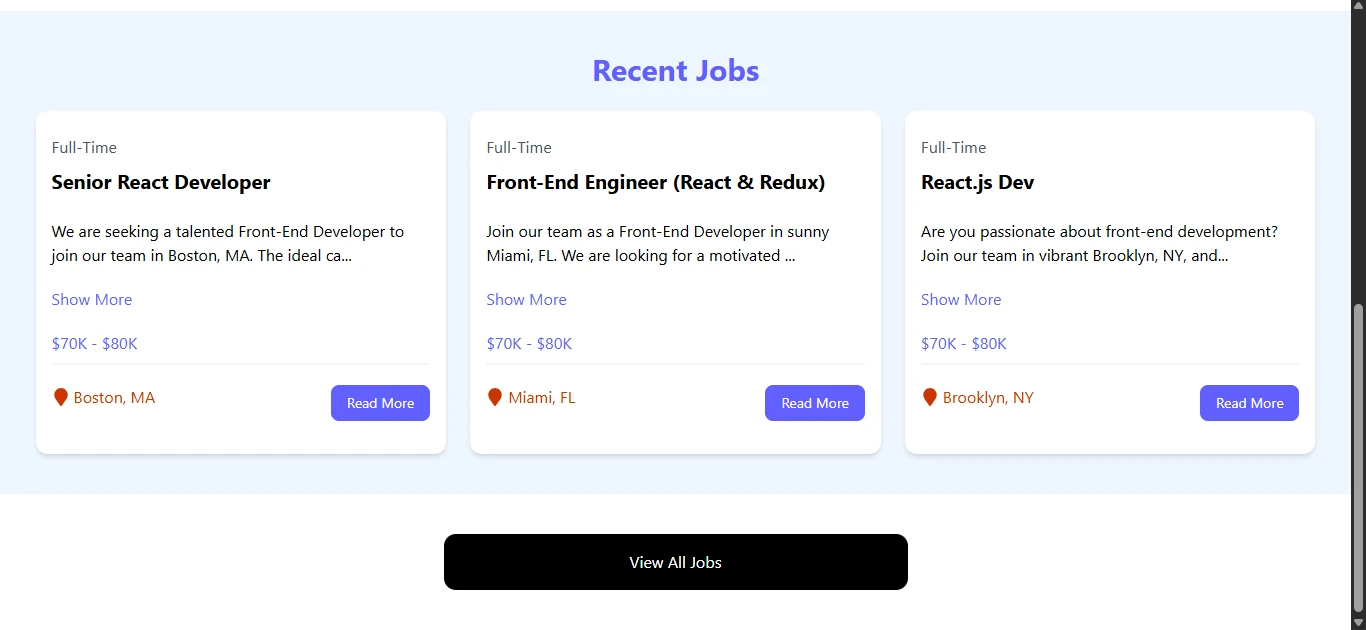 Recent Jobs
Full-Time
Senior React Developer
We are seeking a talented Front-End Developer to
join our team in Boston, MA. The ideal ca...
Show More
$70K - $80K
Boston, MA
Read More
Full-Time
Front-End Engineer (React & Redux)
Join our team as a Front-End Developer in sunny
Miami, FL. We are looking for a motivated ...
Show More
$70K - $80K
Miami, FL
Read More
Full-Time
React.js Dev
Are you passionate about front-end development?
Join our team in vibrant Brooklyn, NY, and...
Show More
$70K - $80K
Brooklyn, NY
Read More
View All Jobs